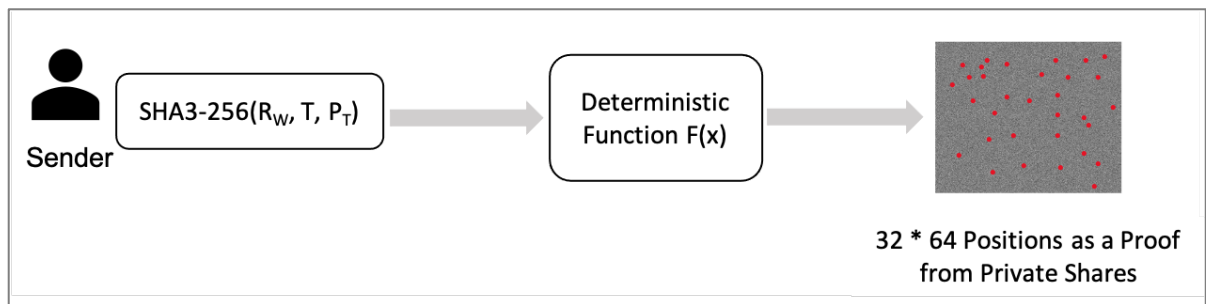 Sender
SHA3-256(R_W, T, P_T)
Deterministic
Function F(x)
32 * 64 Positions as a Proof
from Private Shares